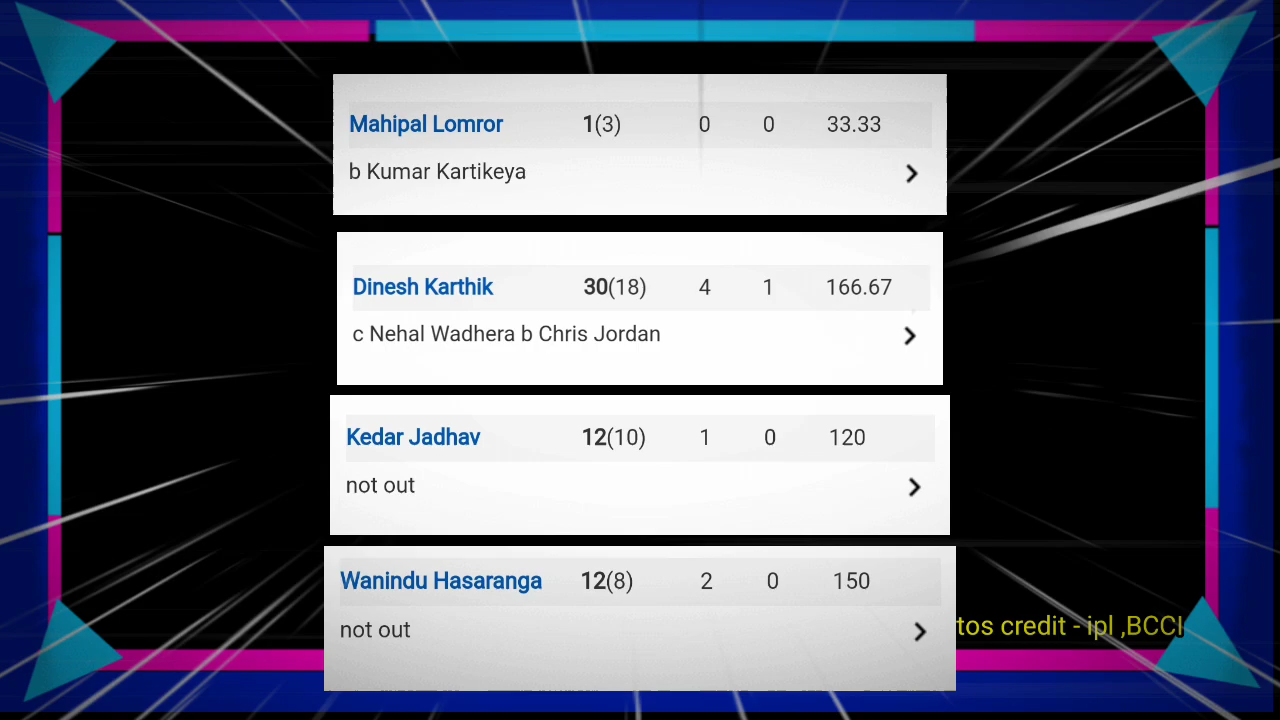 Mahipal Lomror 1(3) 0 0 33.33
b Kumar Kartikeya
Dinesh Karthik 30(18) 4 1 166.67
c Nehal Wadhera b Chris Jordan
Kedar Jadhav 12(10) 1 0 120
not out
Wanindu Hasaranga 12(8) 2 0 150
not out
tos credit - ipl ,BCCI